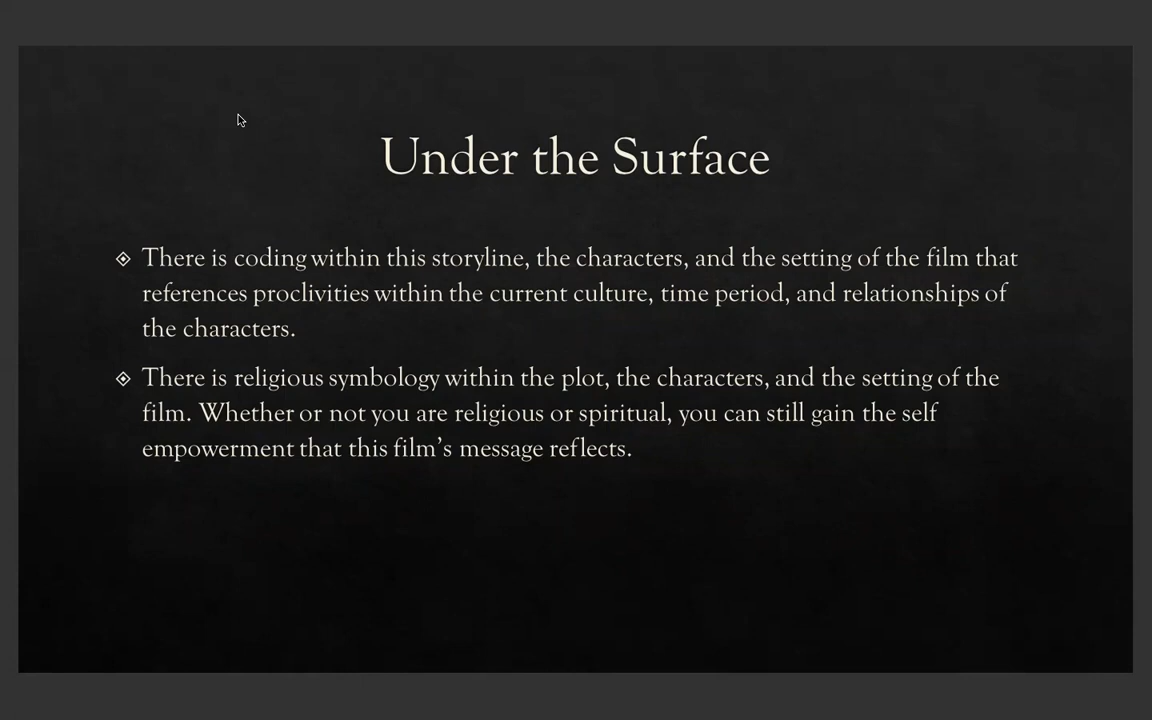 Under the Surface
There is coding within this storyline, the characters, and the setting of the film that
references proclivities within the current culture, time period, and relationships of
the characters.
There is religious symbology within the plot, the characters, and the setting of the
film. Whether or not you are religious or spiritual, you can still gain the self
empowerment that this film’s message reflects.